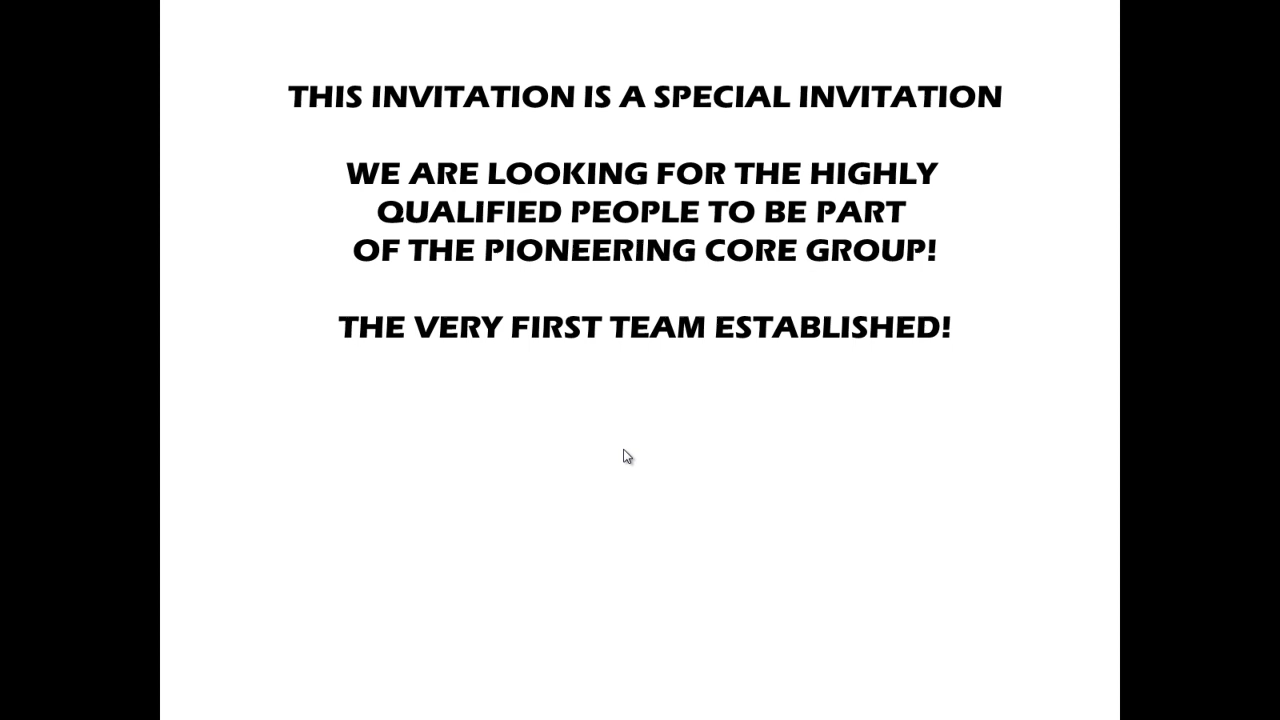 THIS INVITATION IS A SPECIAL INVITATION
WE ARE LOOKING FOR THE HIGHLY
QUALIFIED PEOPLE TO BE PART
OF THE PIONEERING CORE GROUP!
THE VERY FIRST TEAM ESTABLISHED!